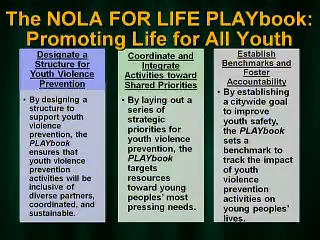 The NOLA FOR LIFE PLAYbook:
Promoting Life for All Youth
Designate a
Structure for
Youth Violence
Prevention
• By designing a
structure to
support youth
violence
prevention, the
PLAYbook
ensures that
youth violence
prevention
activities will be
inclusive of
diverse partners,
coordinated, and
sustainable.
Coordinate and
Integrate
Activities toward
Shared Priorities
• By laying out a
series of
strategic
priorities for
youth violence
prevention, the
PLAYbook
targets
resources
toward young
peoples' most
pressing needs.
Establish
Benchmarks and
Foster
Accountability
• By establishing
a citywide goal
to improve
youth safety,
the PLAYbook
sets a
benchmark to
track the impact
of youth
violence
prevention
activities on
young peoples'
lives.